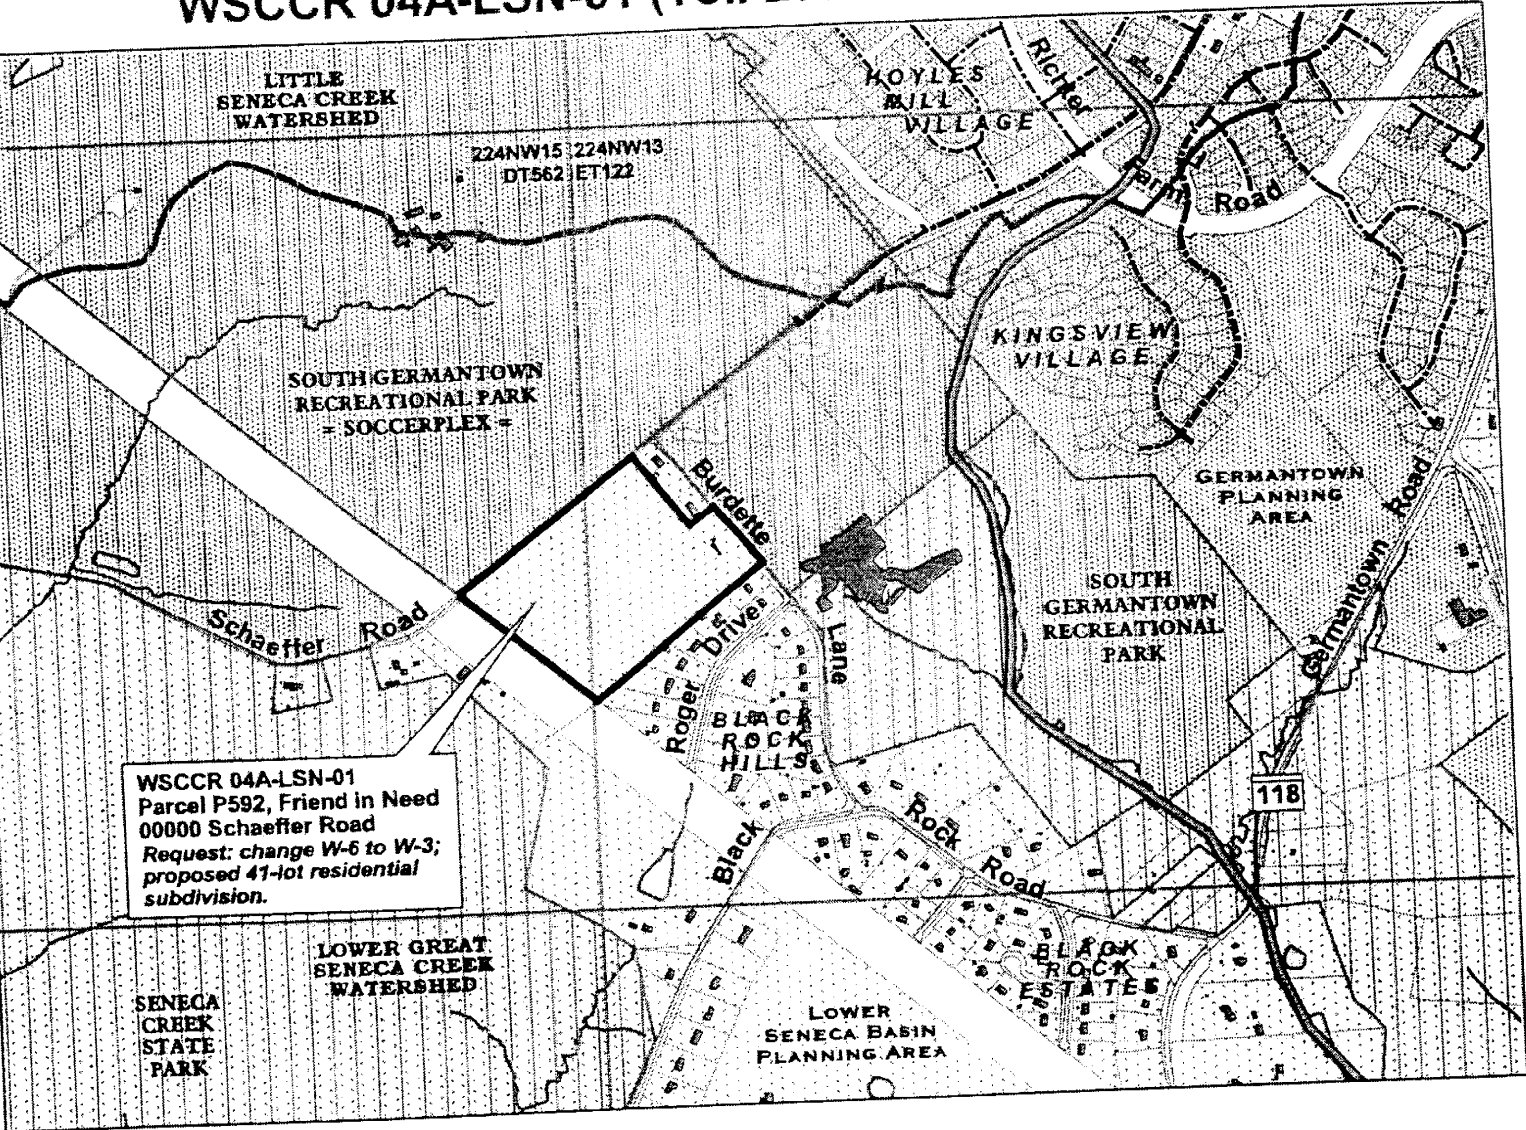 WSCCR 04A-LSN-01
LITTLE
SENECA CREEK
WATERSHED
HOYLES
MILL
VILLAGE
Richter
Farm Road
224NW15 224NW13
DT562 ET122
KINGSVIEW
VILLAGE
SOUTH GERMANTOWN
RECREATIONAL PARK
= SOCCERPLEX =
Burdette
Lane
GERMANTOWN
PLANNING
AREA
Germantown Road
SOUTH
GERMANTOWN
RECREATIONAL
PARK
Schaeffer Road
Roger Drive
BLACK
ROCK
HILLS
118
WSCCR 04A-LSN-01
Parcel P592, Friend in Need
00000 Schaeffer Road
Request: change W-6 to W-3;
proposed 41-lot residential
subdivision.
Black Rock Road
LOWER GREAT
SENECA CREEK
WATERSHED
BLACK
ROCK
ESTATES
SENECA
CREEK
STATE
PARK
LOWER
SENECA BASIN
PLANNING AREA